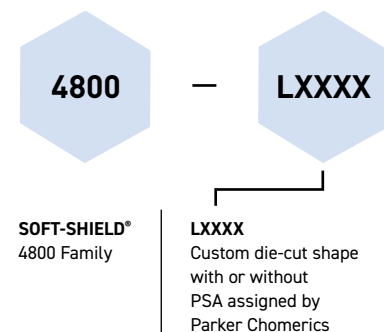 4800 — LXXXX
SOFT-SHIELD®
4800 Family
LXXXX
Custom die-cut shape
with or without
PSA assigned by
Parker Chomerics